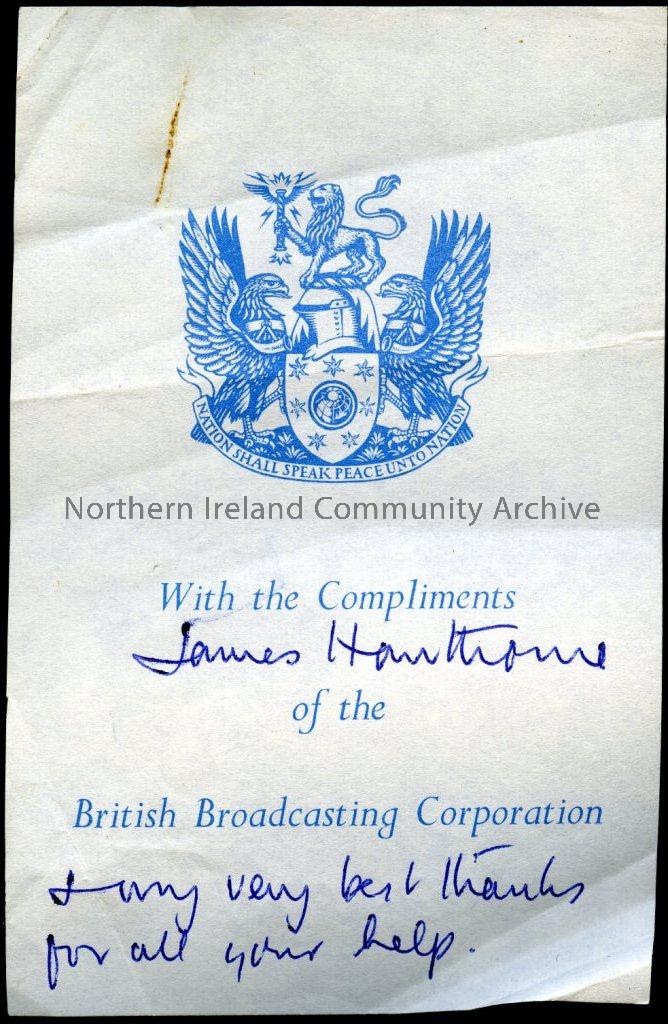 NATION SHALL SPEAK PEACE UNTO NATION
Northern Ireland Community Archive
With the Compliments
James Hawthorne
of the
British Broadcasting Corporation
very best thanks
for all your help.